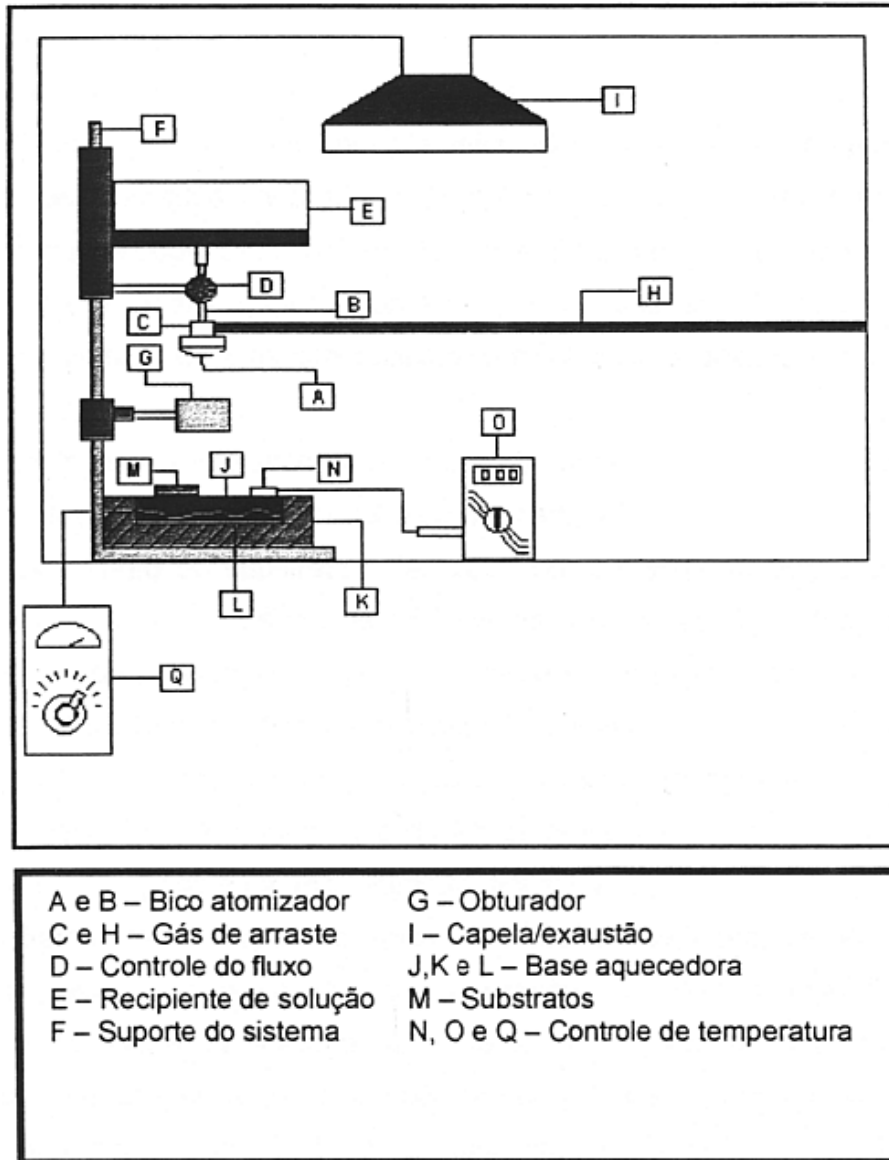 I
F
E
D
B
H
C
G
A
O
M
J
N
L
K
Q
A e B – Bico atomizador
C e H – Gás de arraste
D – Controle do fluxo
E – Recipiente de solução
F – Suporte do sistema
G – Obturador
I – Capela/exaustão
J,K e L – Base aquecedora
M – Substratos
N, O e Q – Controle de temperatura